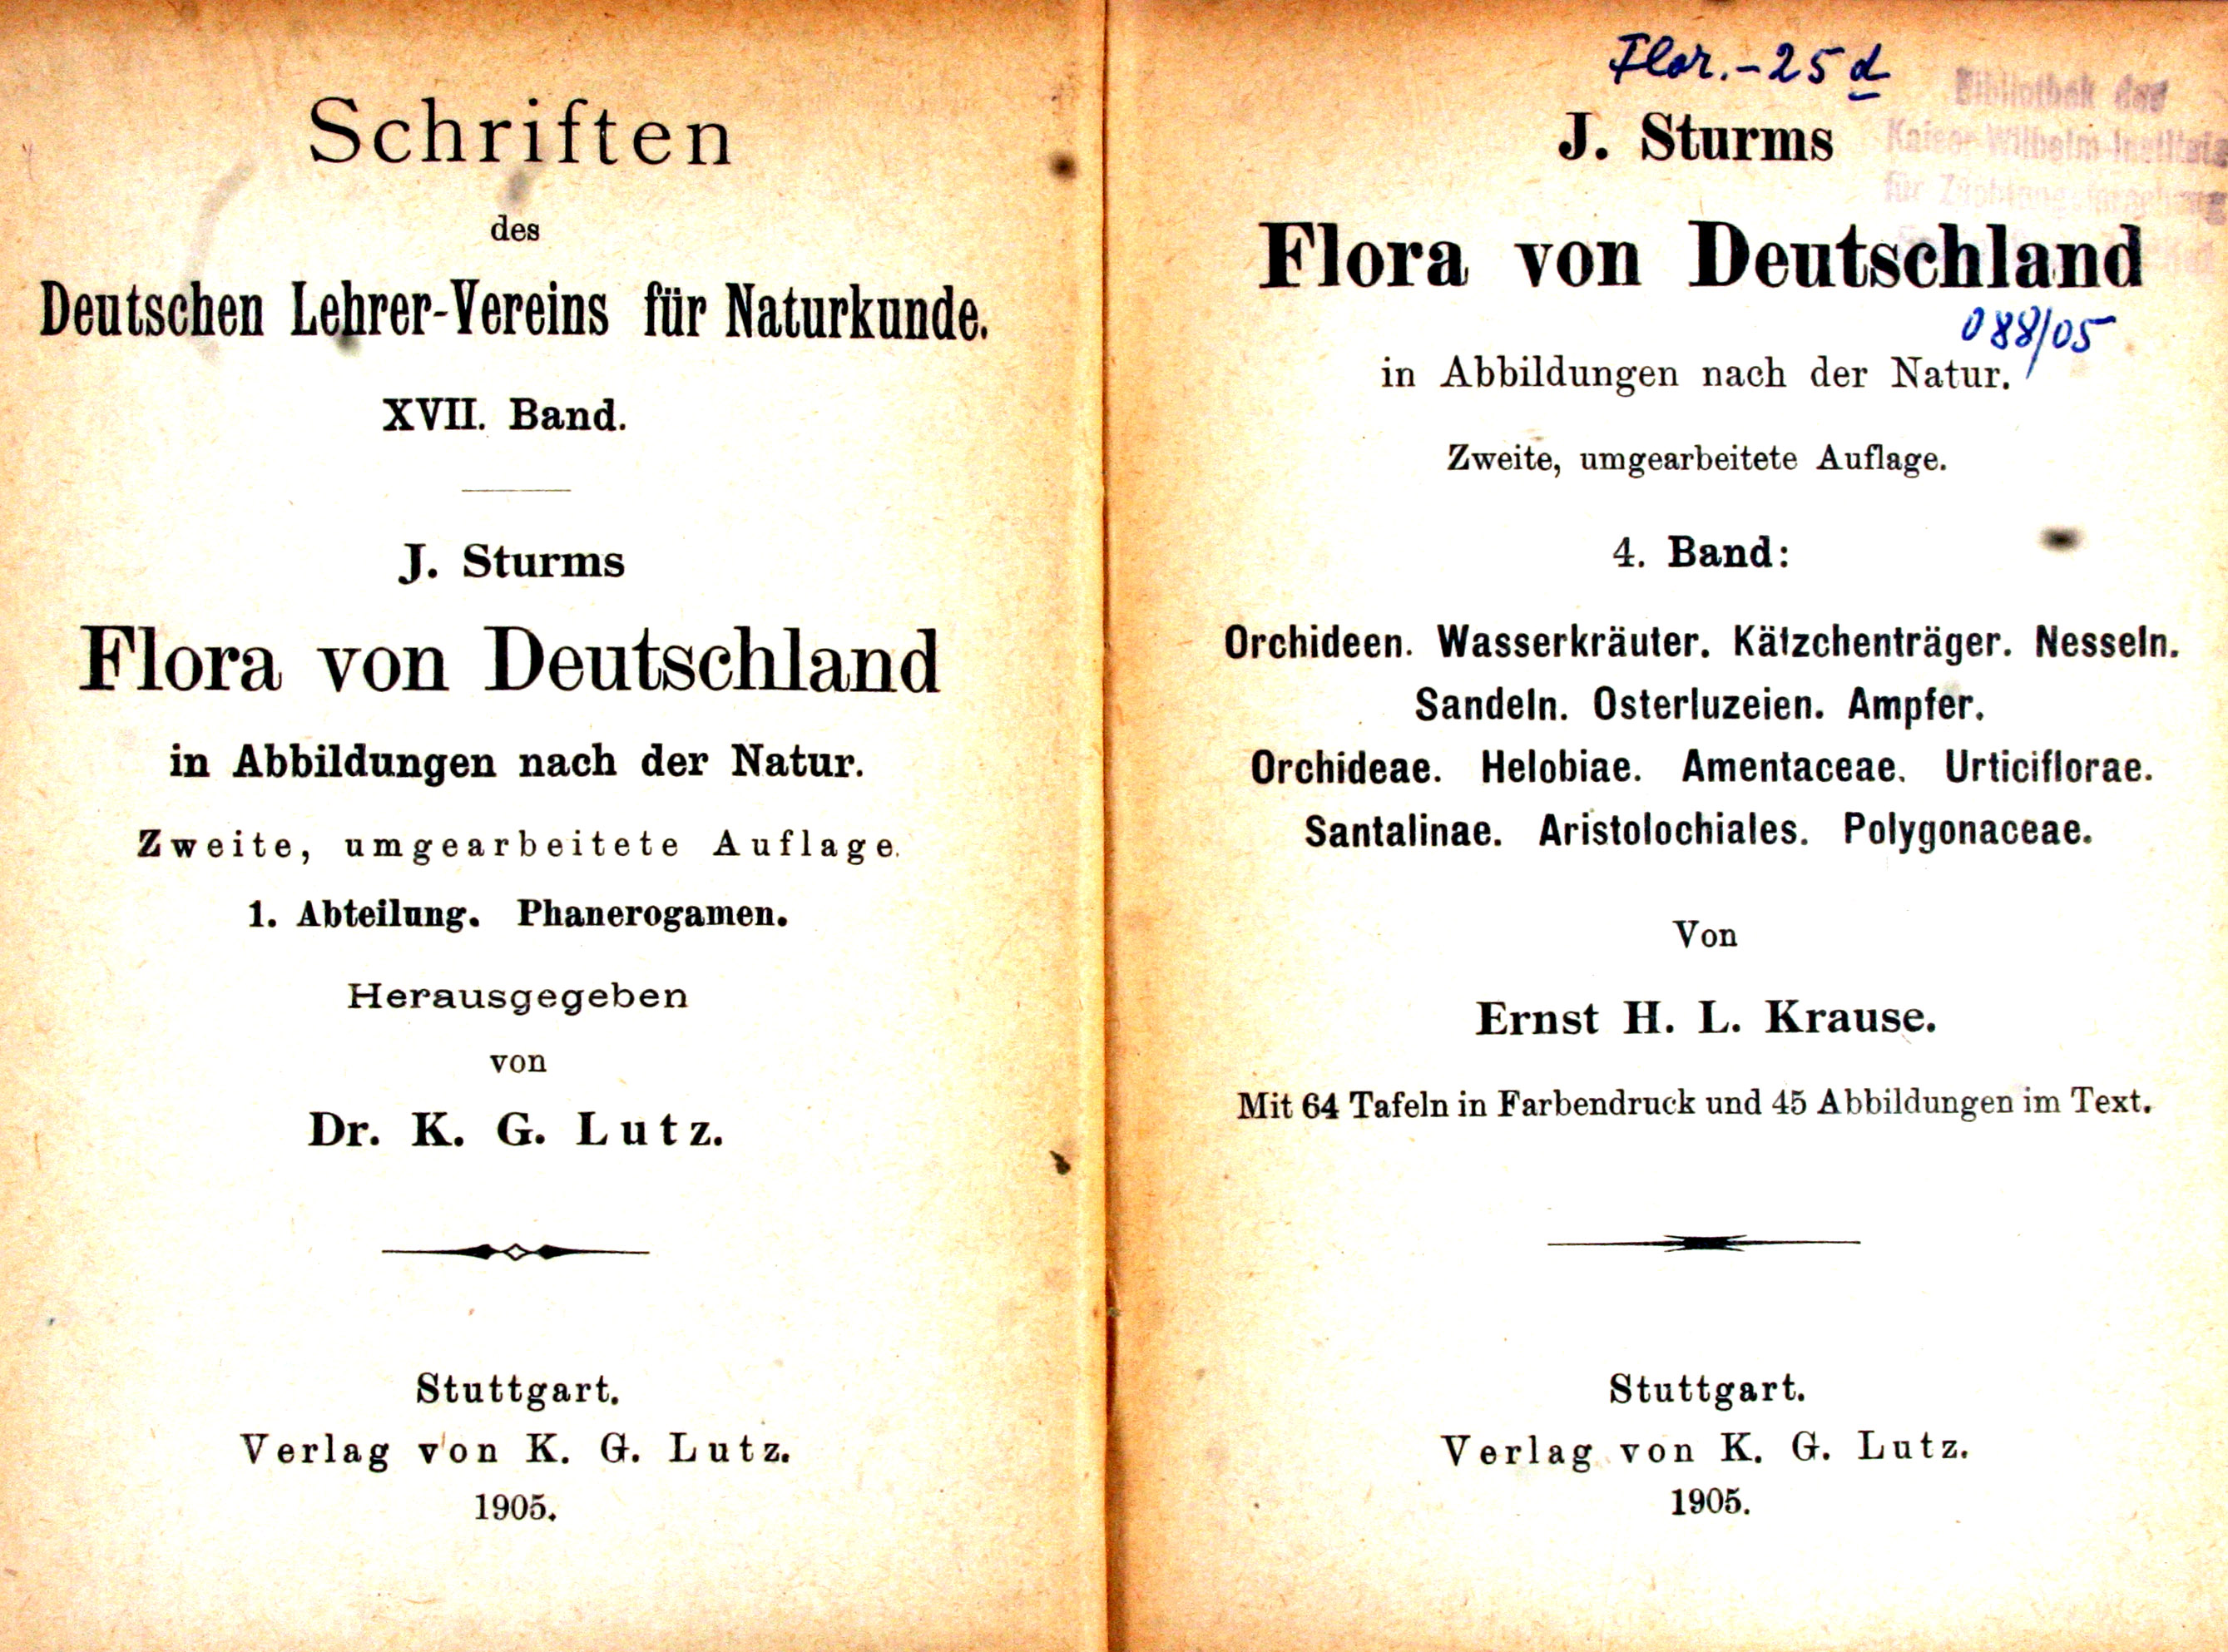 Schriften
des
Deutschen Lehrer-Vereins für Naturkunde.
XVII. Band.
J. Sturms
Flora von Deutschland
in Abbildungen nach der Natur.
Zweite, umgearbeitete Auflage.
1. Abteilung. Phanerogamen.
Herausgegeben
von
Dr. K. G. Lutz.
Stuttgart.
Verlag von K. G. Lutz.
1905.
Flor.-25d
Bibliothek des
Kaiser-Wilhelm-Instituts
für Züchtungsforschung
J. Sturms
Flora von Deutschland
088/05
in Abbildungen nach der Natur.
Zweite, umgearbeitete Auflage.
4. Band:
Orchideen. Wasserkräuter. Kätzchenträger. Nesseln.
Sandeln. Osterluzeien. Ampfer.
Orchideae. Helobiae. Amentaceae. Urticiflorae.
Santalinae. Aristolochiales. Polygonaceae.
Von
Ernst H. L. Krause.
Mit 64 Tafeln in Farbendruck und 45 Abbildungen im Text.
Stuttgart.
Verlag von K. G. Lutz.
1905.